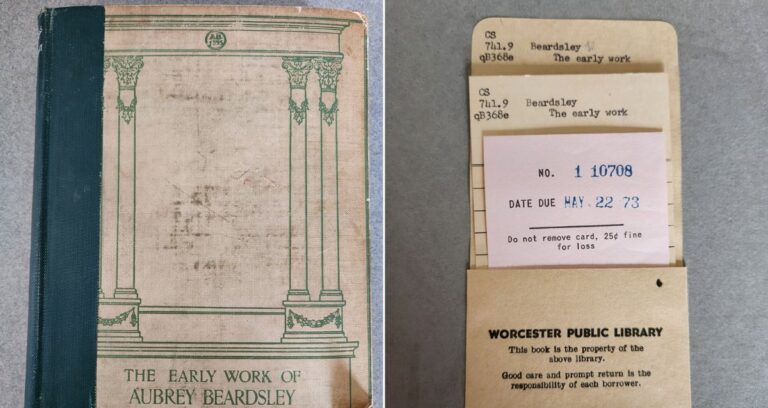 THE EARLY WORK OF
AUBREY BEARDSLEY
CS
741.9 Beardsley
qB368e The early work
CS
741.9 Beardsley
qB368e The early work
NO. 1 10708
DATE DUE MAY 22 73
Do not remove card, 25¢ fine
for loss
WORCESTER PUBLIC LIBRARY
This book is the property of the
above library.
Good care and prompt return is the
responsibility of each borrower.